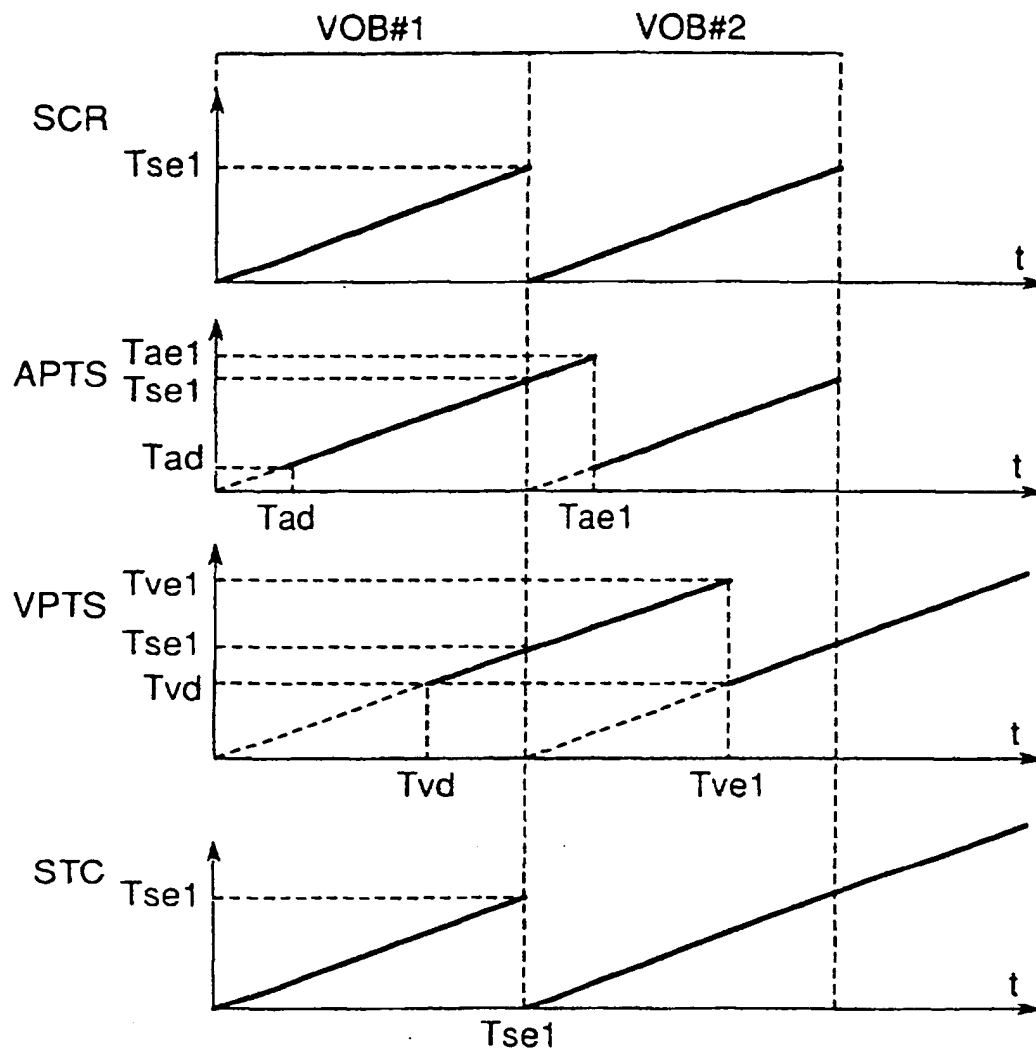 VOB#1 VOB#2
SCR
Tse1
t
APTS
Tae1
Tse1
Tad
t
Tad Tae1
VPTS
Tve1
Tse1
Tvd
t
Tvd Tve1
STC
Tse1
t
Tse1